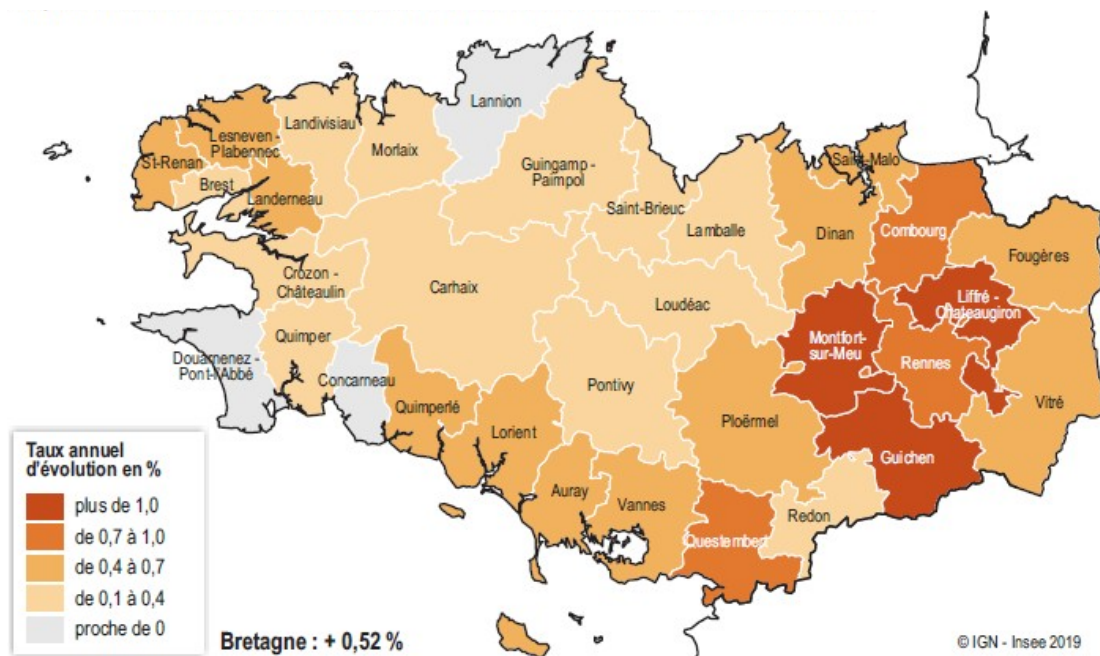 Lannion
Lesneven -
Plabennec
Landivisiau
St-Renan
Morlaix
Guingamp -
Paimpol
Saint-Malo
Brest
Landerneau
Saint-Brieuc
Lamballe
Dinan
Combourg
Fougères
Crozon -
Châteaulin
Carhaix
Loudéac
Liffré -
Chateaugiron
Montfort-
sur-Meu
Quimper
Rennes
Douarnenez -
Pont-l'Abbé
Concarneau
Pontivy
Quimperlé
Ploërmel
Vitré
Lorient
Guichen
Auray
Vannes
Redon
Questembert
Taux annuel
d'évolution en %
plus de 1,0
de 0,7 à 1,0
de 0,4 à 0,7
de 0,1 à 0,4
proche de 0
Bretagne : + 0,52 %
© IGN - Insee 2019